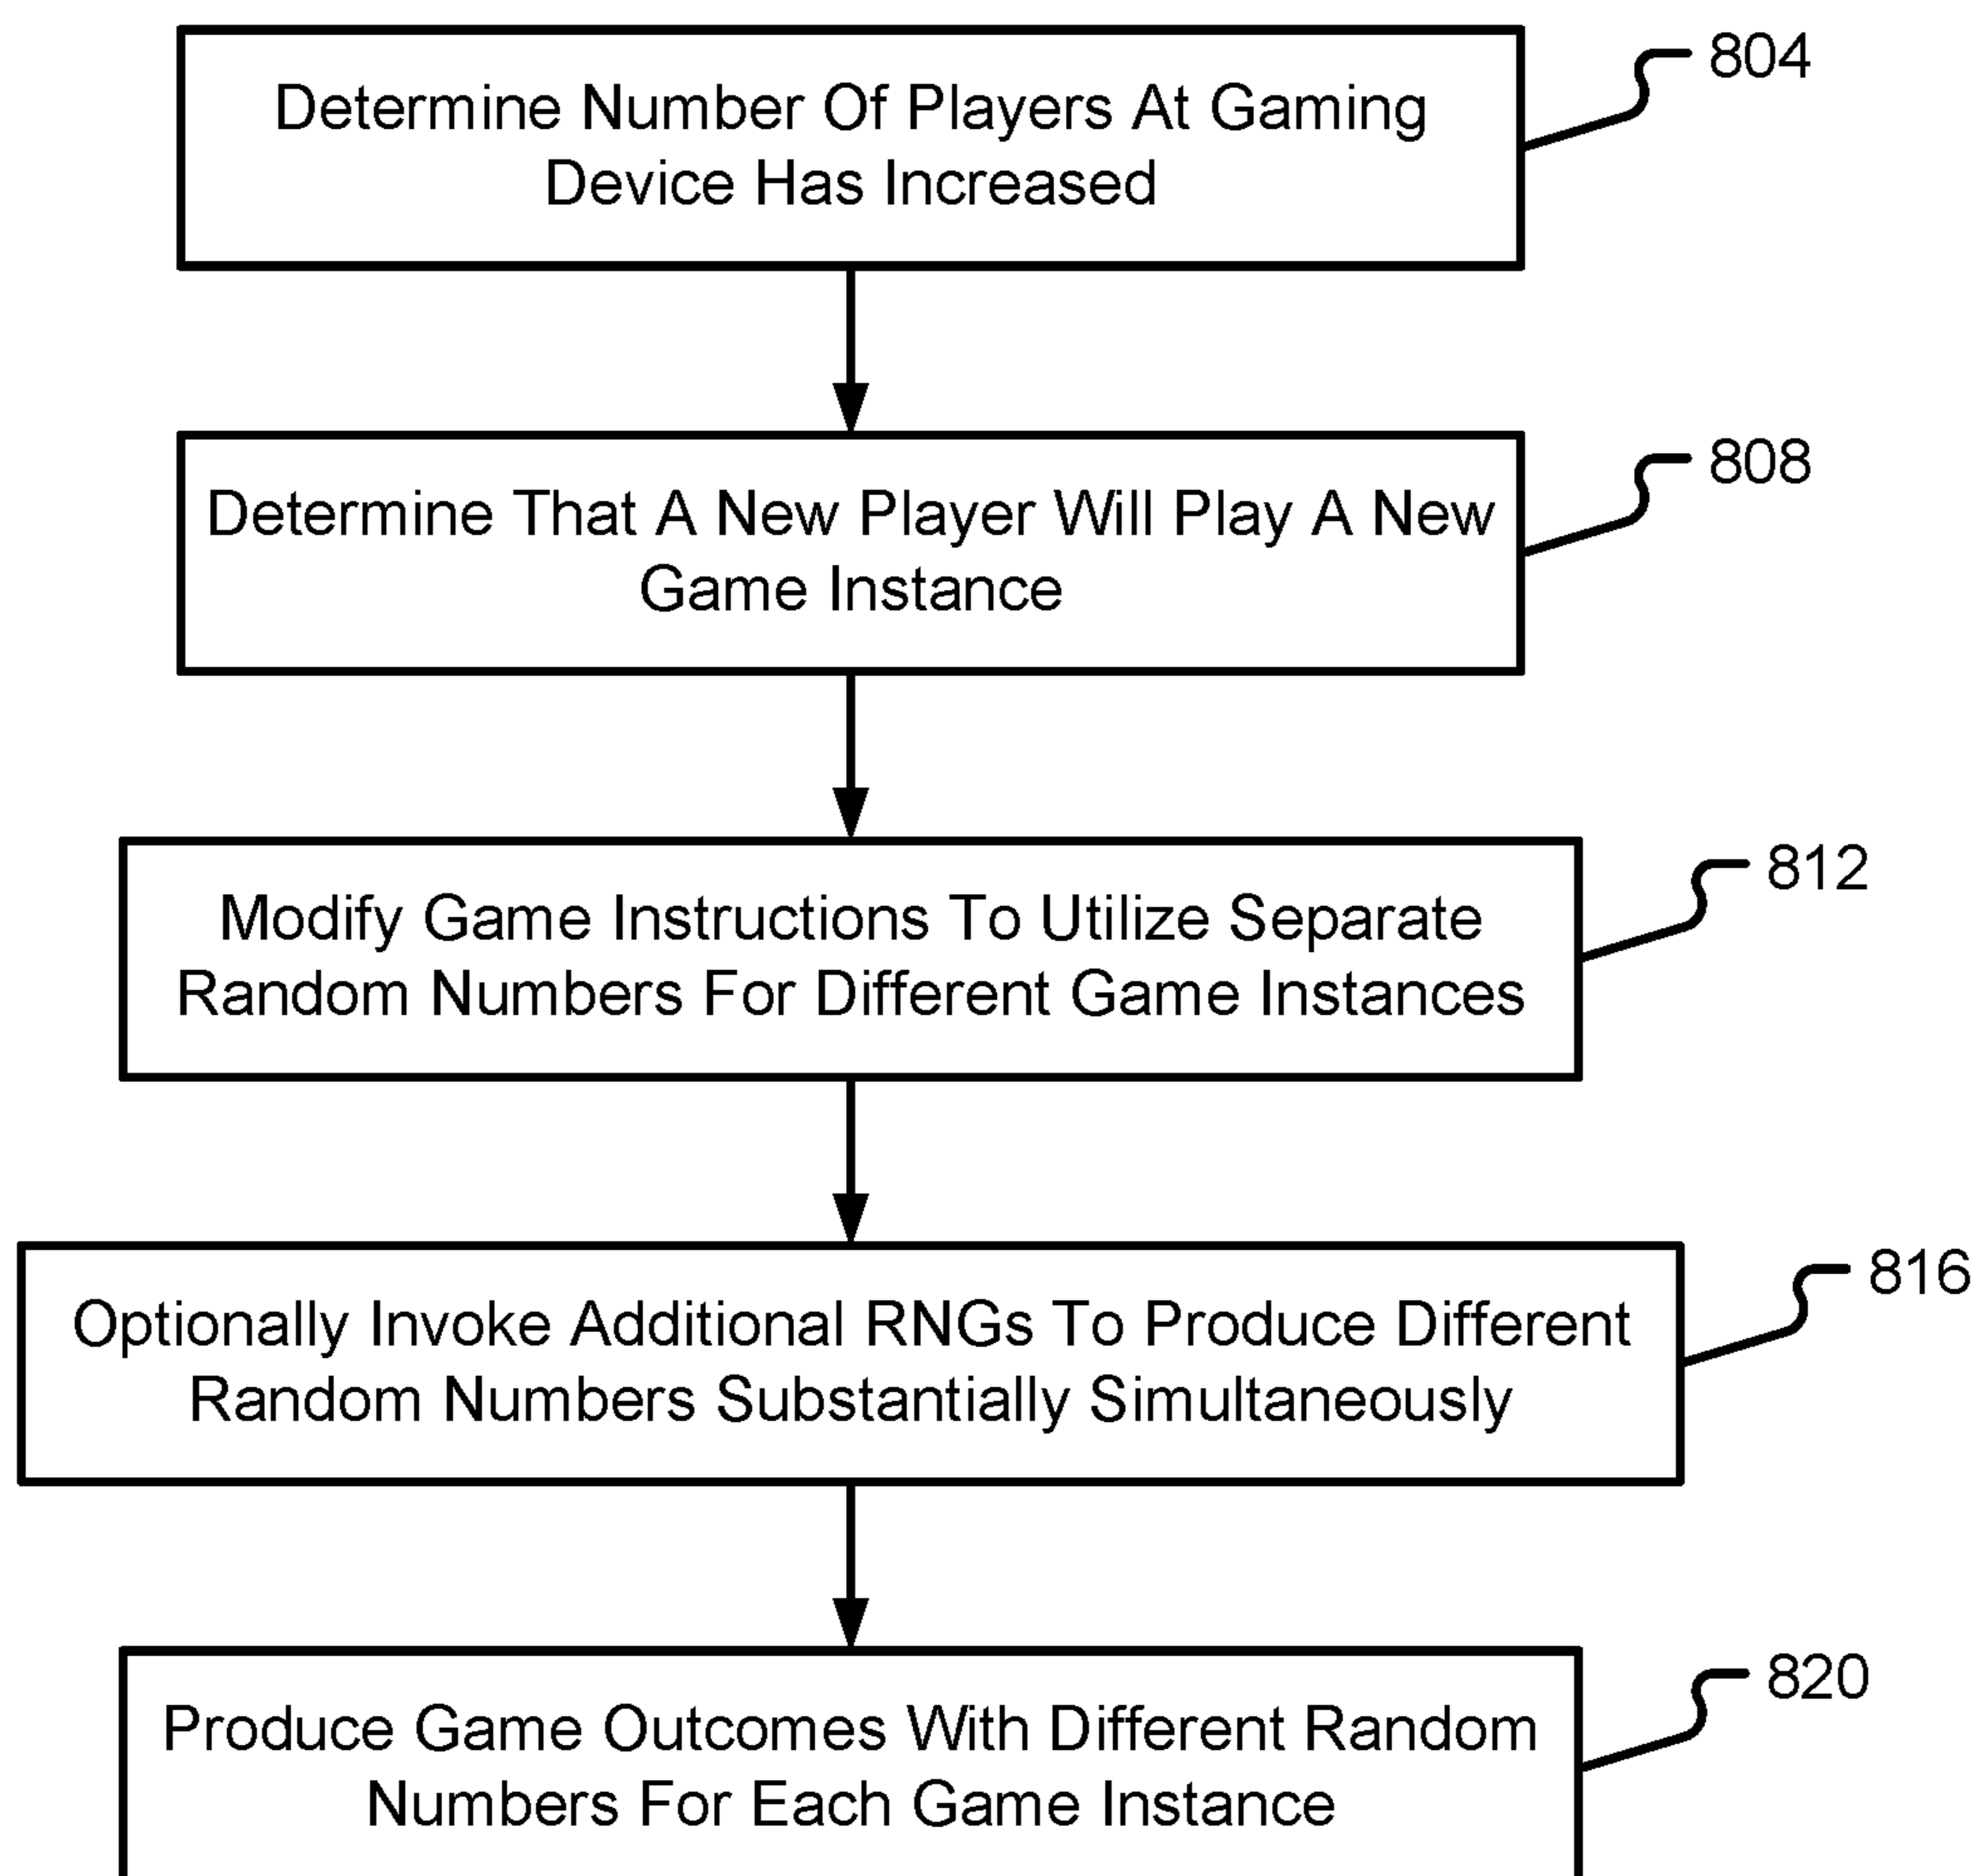 Determine Number Of Players At Gaming
Device Has Increased
804
Determine That A New Player Will Play A New
Game Instance
808
Modify Game Instructions To Utilize Separate
Random Numbers For Different Game Instances
812
Optionally Invoke Additional RNGs To Produce Different
Random Numbers Substantially Simultaneously
816
Produce Game Outcomes With Different Random
Numbers For Each Game Instance
820